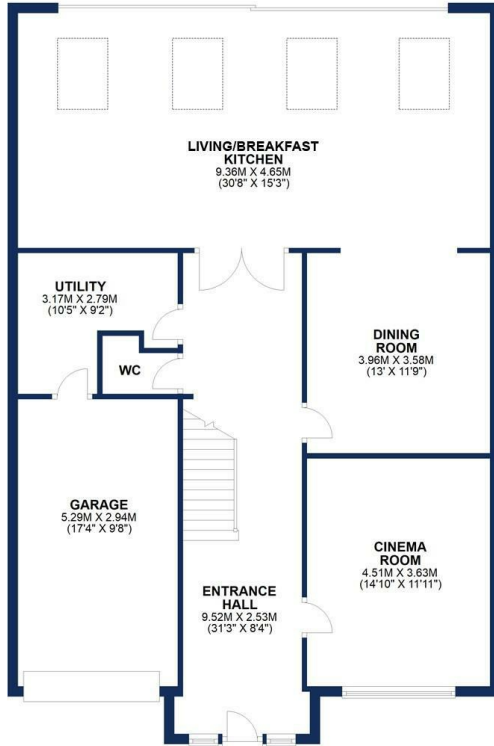 LIVING/BREAKFAST
KITCHEN
9.36M X 4.65M
(30'8" X 15'3")
UTILITY
3.17M X 2.79M
(10'5" X 9'2")
WC
DINING
ROOM
3.96M X 3.58M
(13' X 11'9")
GARAGE
5.29M X 2.94M
(17'4" X 9'8")
CINEMA
ROOM
4.51M X 3.63M
(14'10" X 11'11")
ENTRANCE
HALL
9.52M X 2.53M
(31'3" X 8'4")